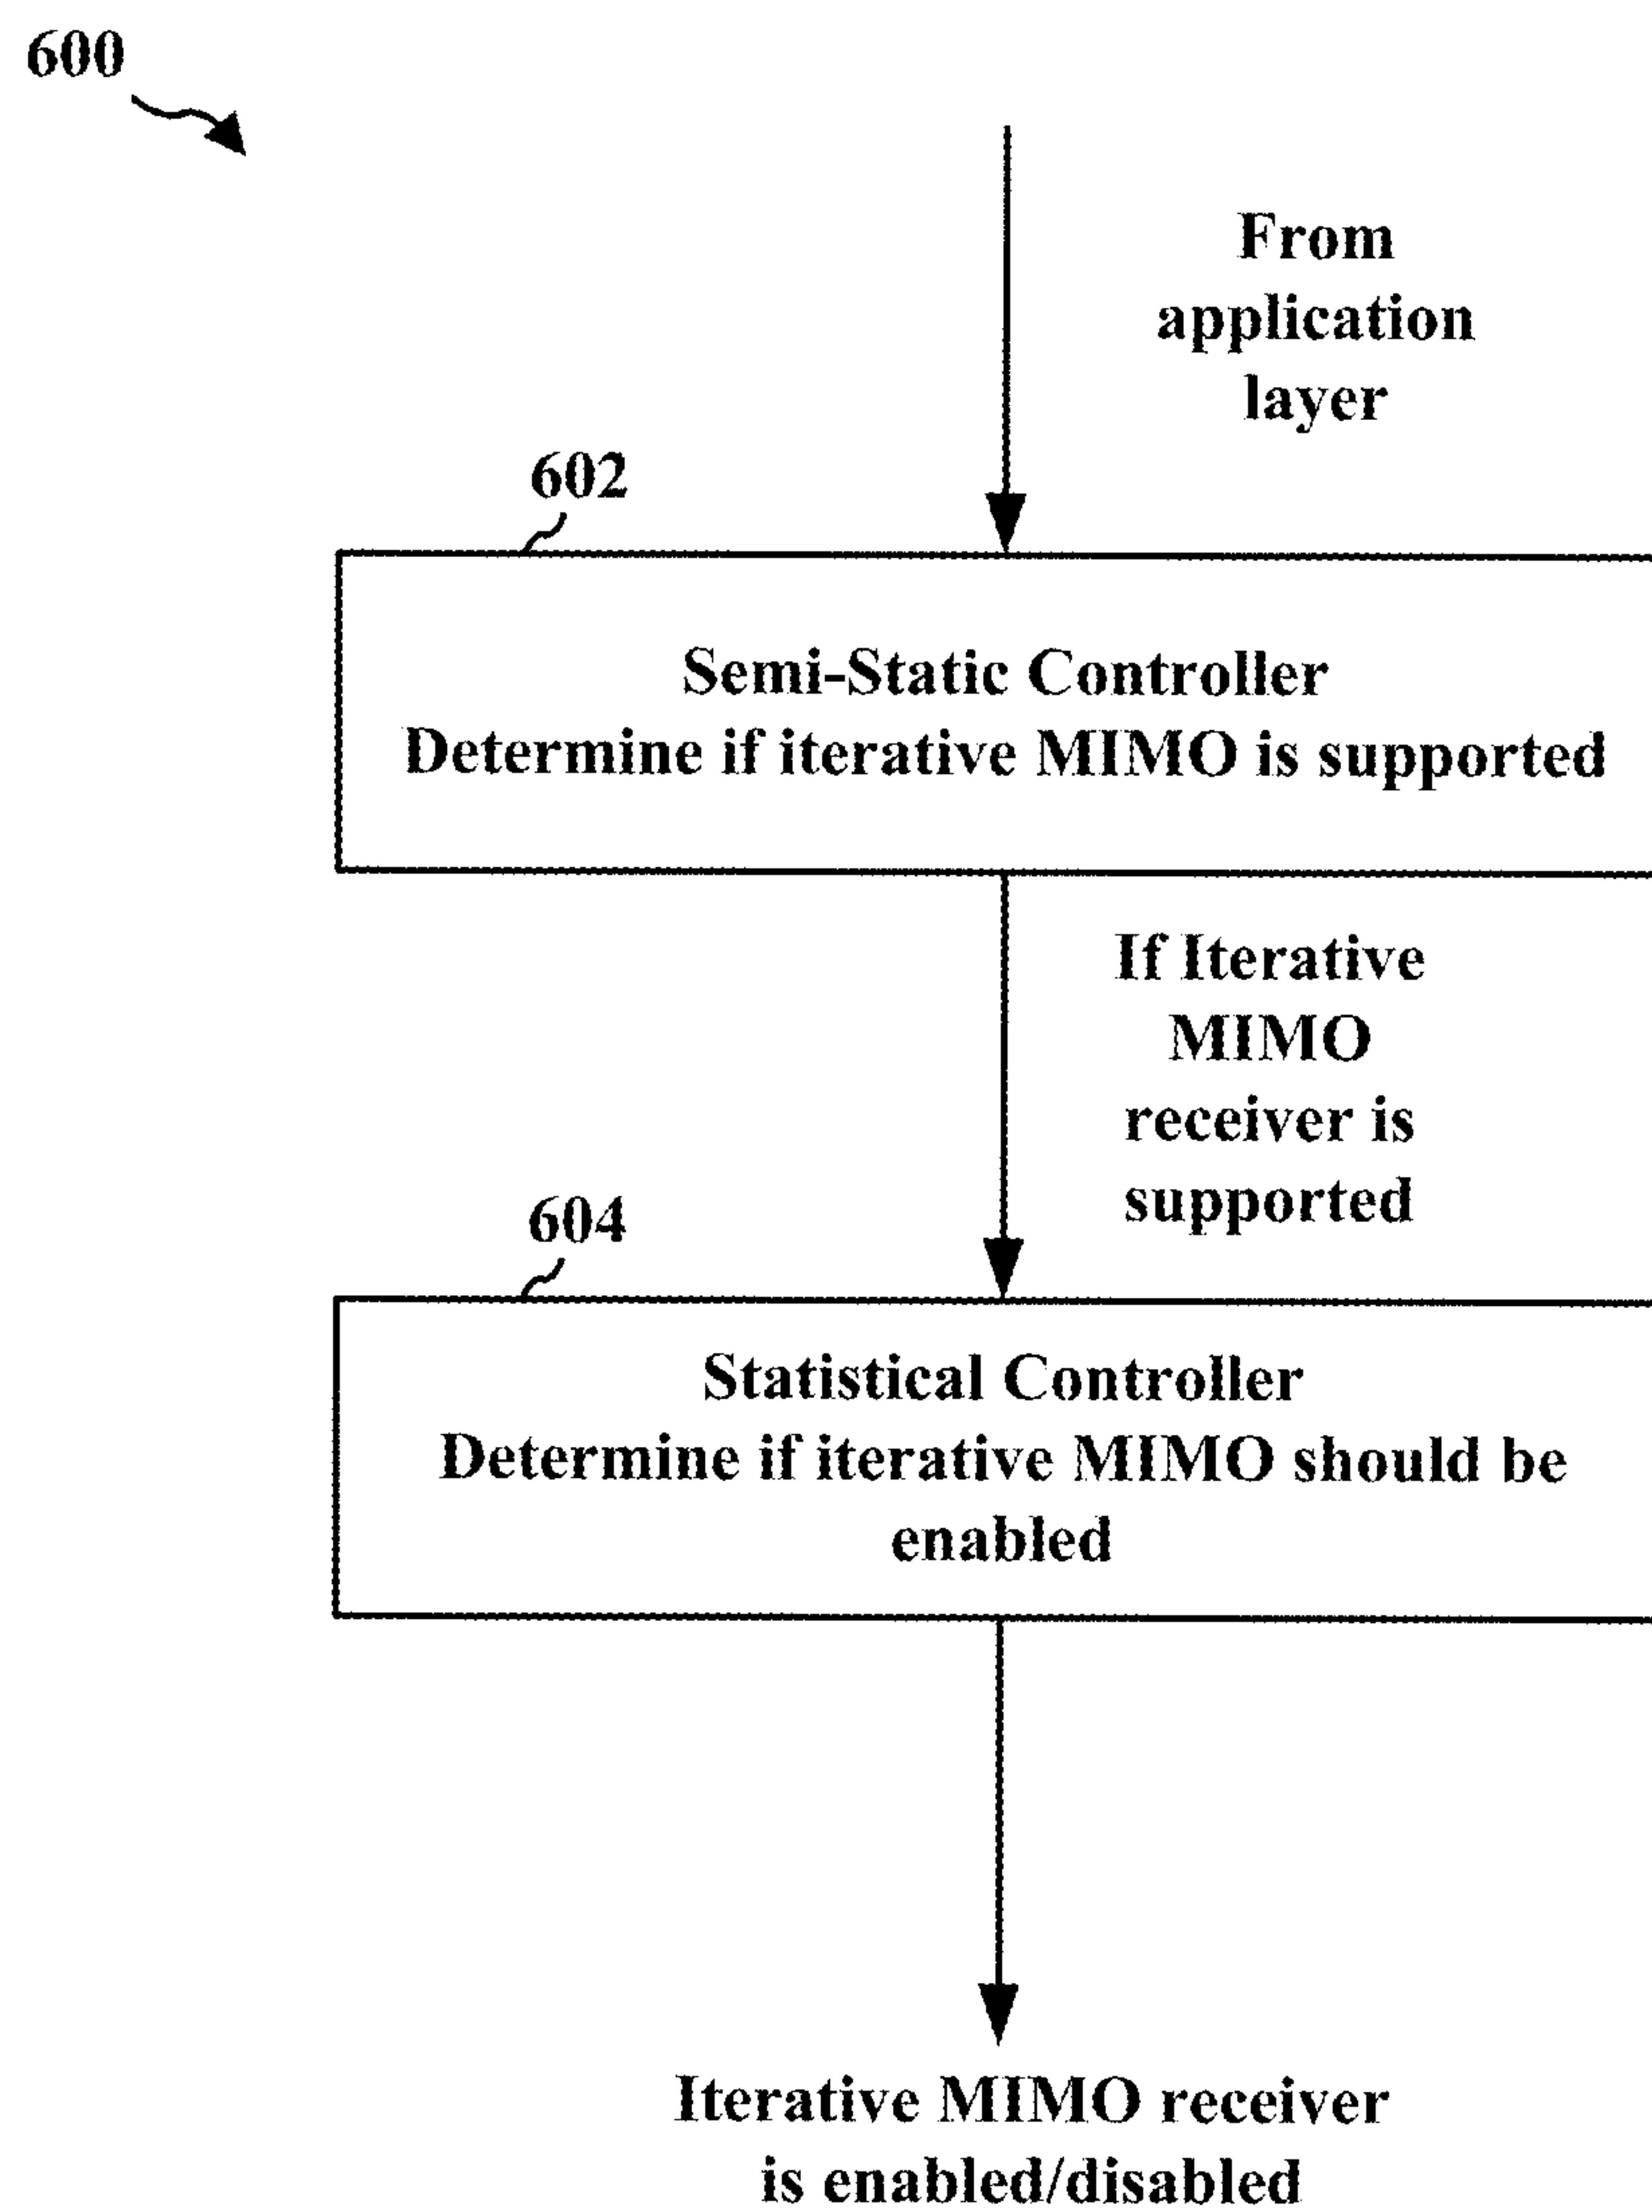 600
From
application
layer
602
Semi-Static Controller
Determine if iterative MIMO is supported
If Iterative
MIMO
receiver is
supported
604
Statistical Controller
Determine if iterative MIMO should be
enabled
Iterative MIMO receiver
is enabled/disabled